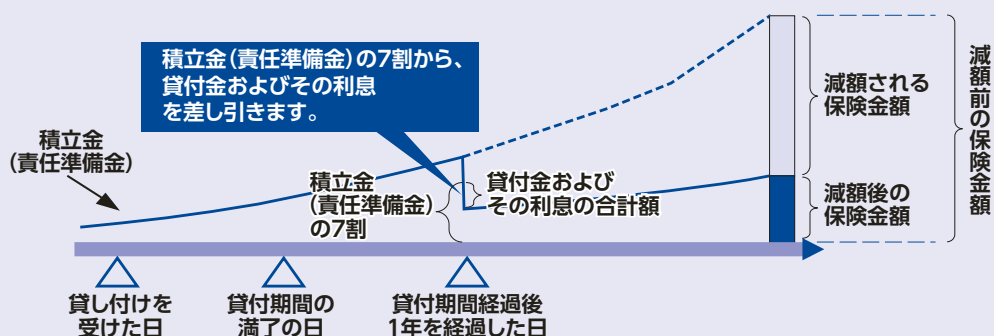 積立金(責任準備金)の7割から、
貸付金およびその利息
を差し引きます。
積立金
(責任準備金)
積立金
(責任準備金)
の7割
貸付金および
その利息の合計額
減額される
保険金額
減額後の
保険金額
減額前の保険金額
貸し付けを
受けた日
貸付期間の
満了の日
貸付期間経過後
1年を経過した日